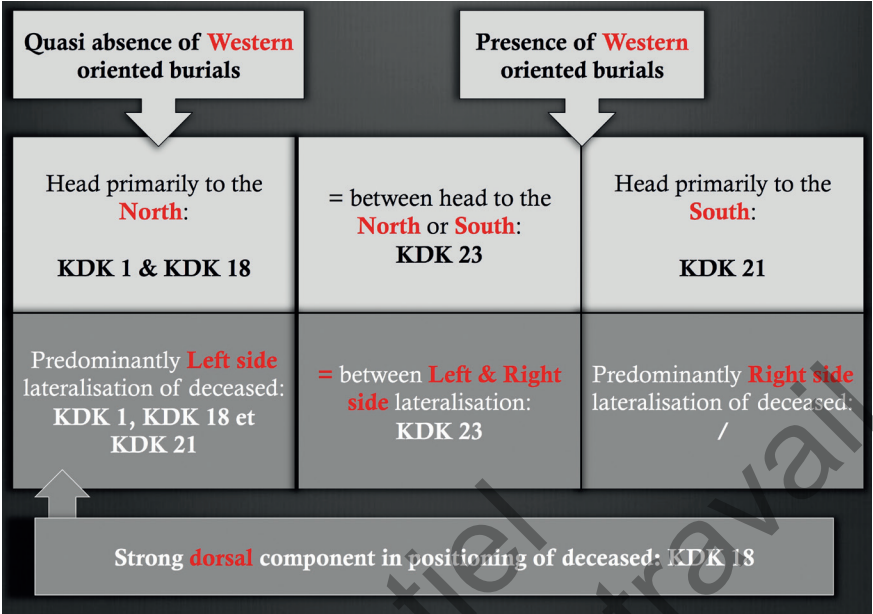 Quasi absence of Western
oriented burials
Presence of Western
oriented burials
Head primarily to the
North:
KDK 1 & KDK 18
= between head to the
North or South:
KDK 23
Head primarily to the
South:
KDK 21
Predominantly Left side
lateralisation of deceased:
KDK 1, KDK 18 et
KDK 21
= between Left & Right
side lateralisation:
KDK 23
Predominantly Right side
lateralisation of deceased:
/
Strong dorsal component in positioning of deceased: KDK 18
tiel
travail